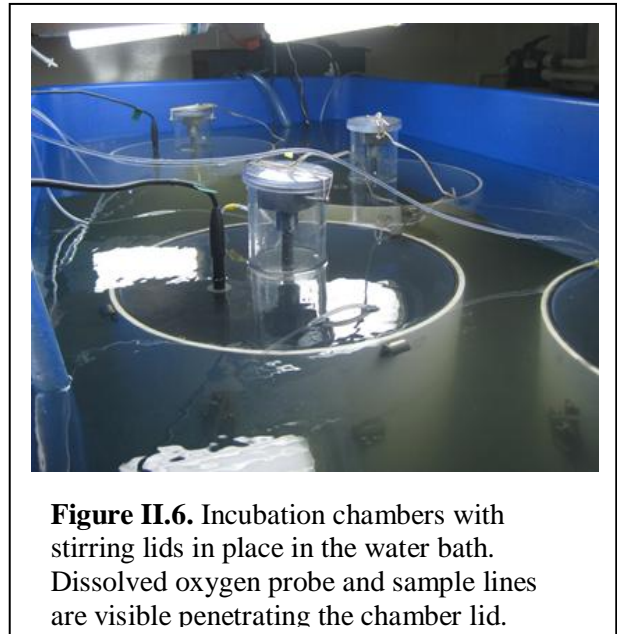 Figure II.6. Incubation chambers with
stirring lids in place in the water bath.
Dissolved oxygen probe and sample lines
are visible penetrating the chamber lid.